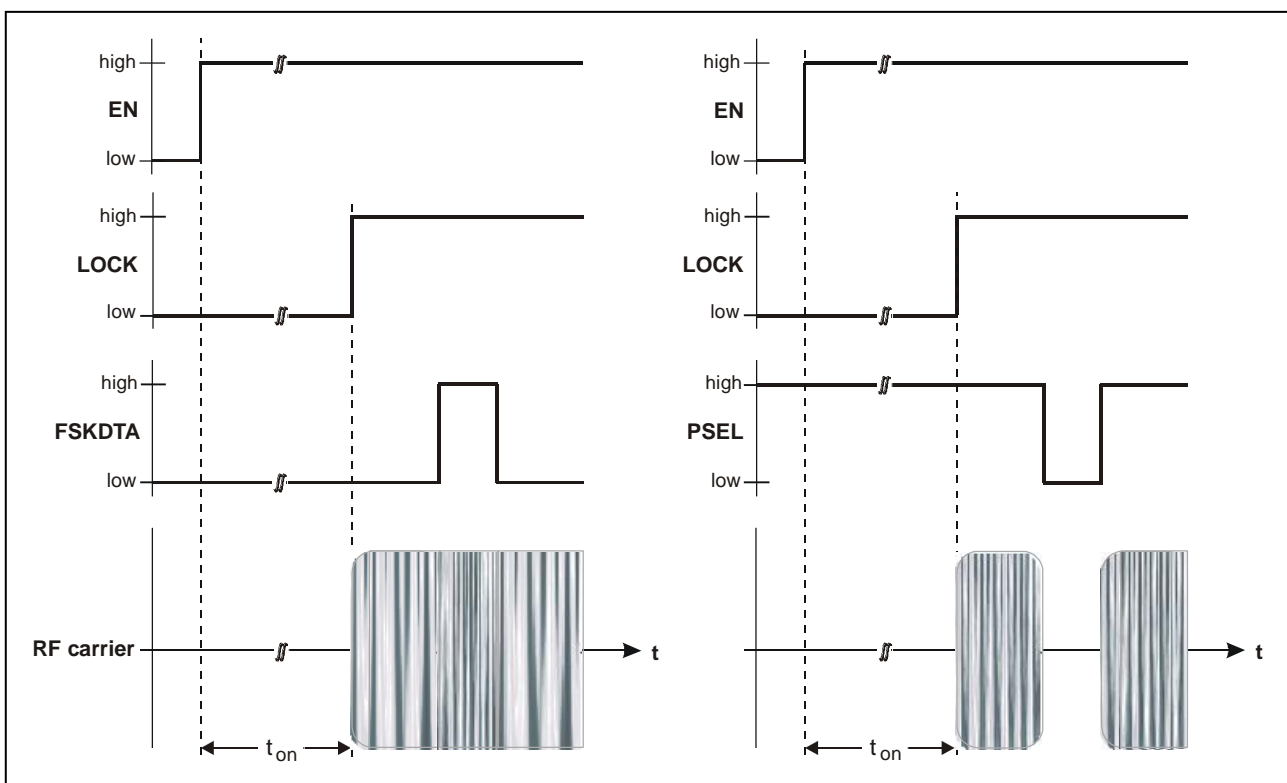 high
EN
low
high
LOCK
low
high
FSKDTA
low
RF carrier
t
t on
high
EN
low
high
LOCK
low
high
PSEL
low
t
t on